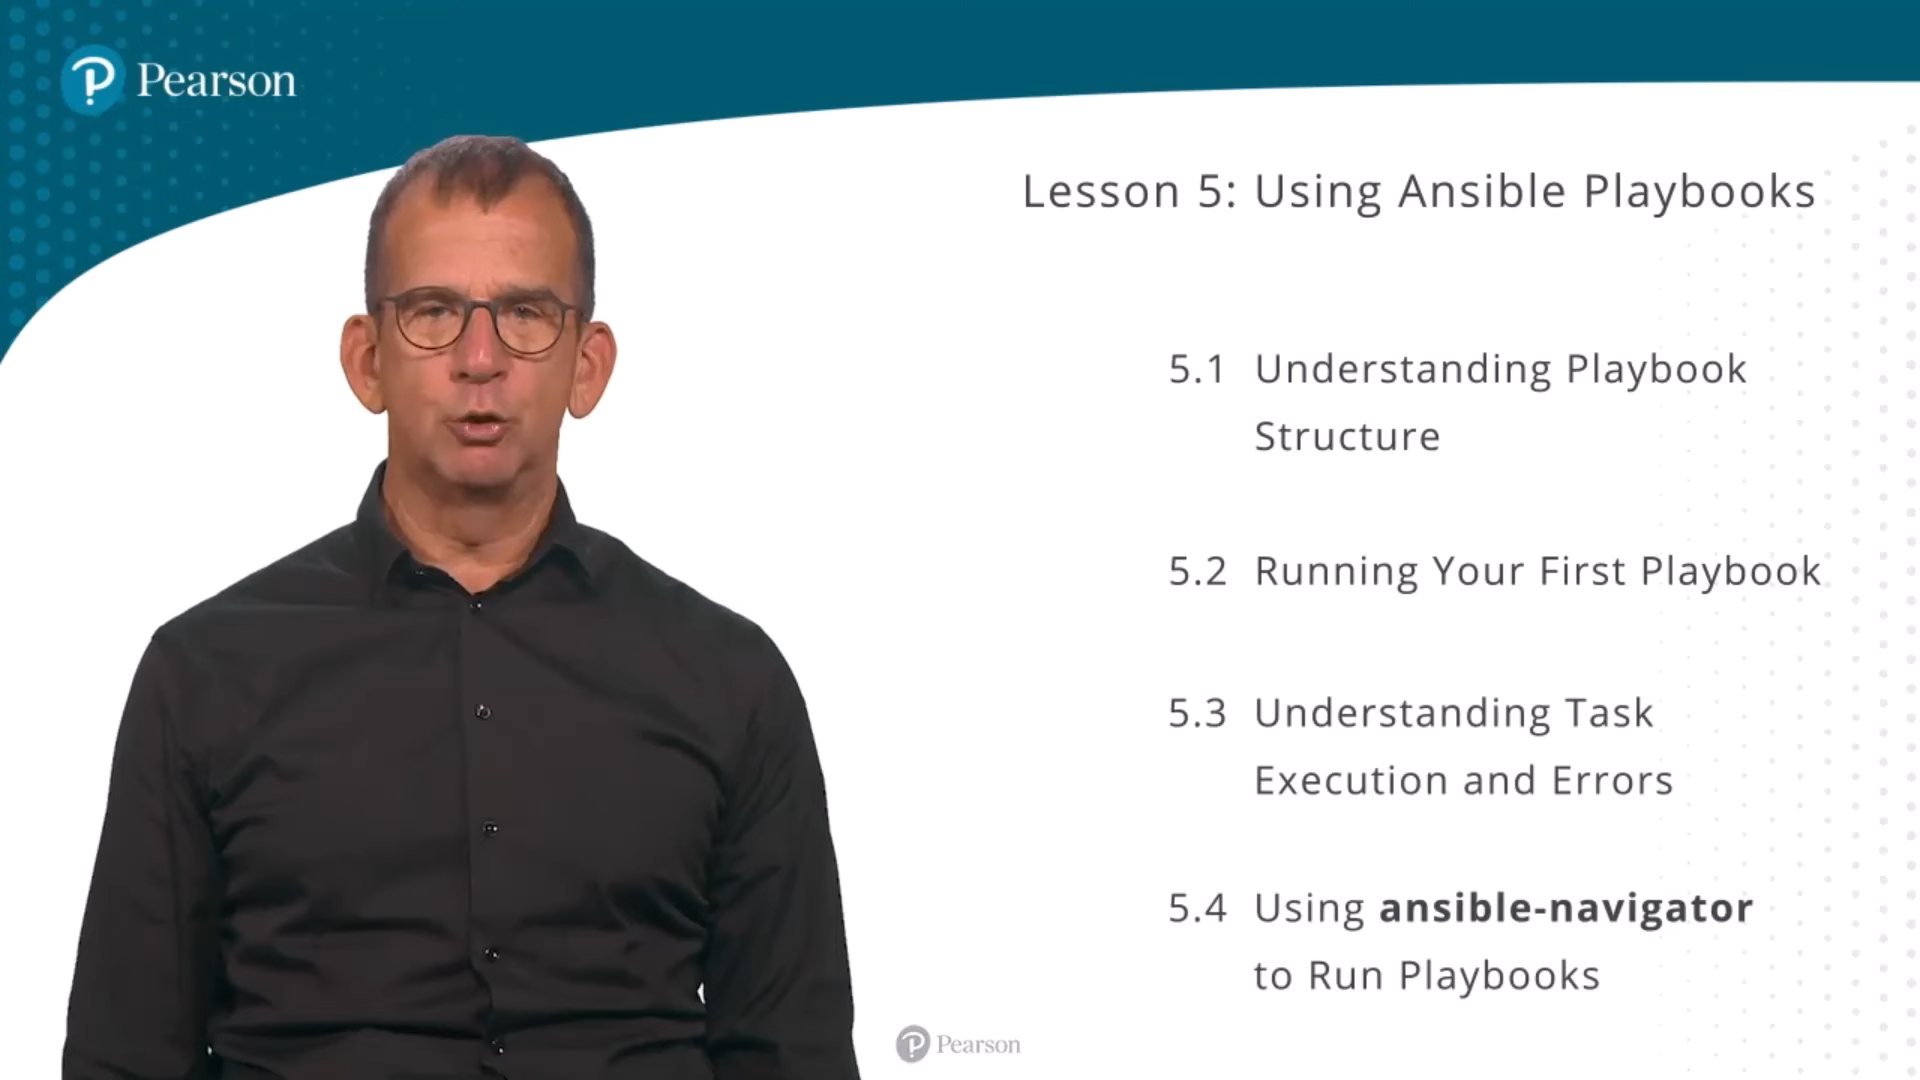 Pearson
Lesson 5: Using Ansible Playbooks
5.1 Understanding Playbook
Structure
5.2 Running Your First Playbook
5.3 Understanding Task
Execution and Errors
5.4 Using ansible-navigator
to Run Playbooks
Pearson